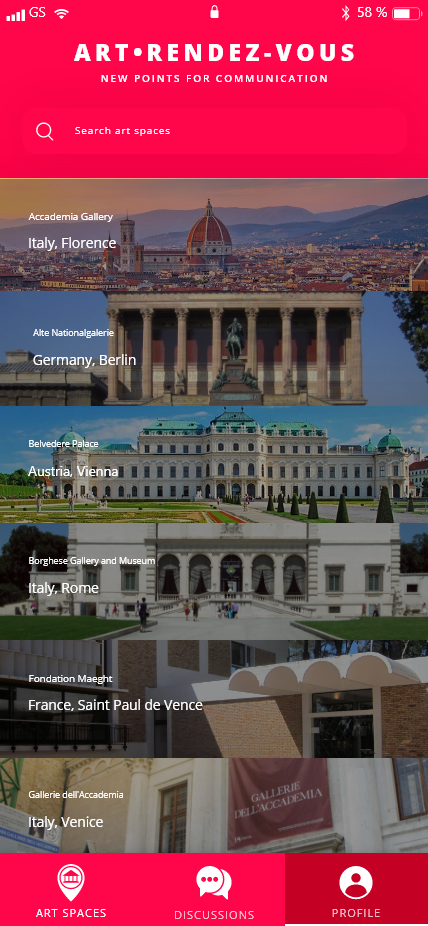 GS
58 %
ART•RENDEZ-VOUS
NEW POINTS FOR COMMUNICATION
Search art spaces
Accademia Gallery
Italy, Florence
Alte Nationalgalerie
Germany, Berlin
Belvedere Palace
Austria, Vienna
Borghese Gallery and Museum
Italy, Rome
Fondation Maeght
France, Saint Paul de Vence
Gallerie dell'Accademia
Italy, Venice
GALLERIE
DELL'ACCADEMIA
ART SPACES
DISCUSSIONS
PROFILE